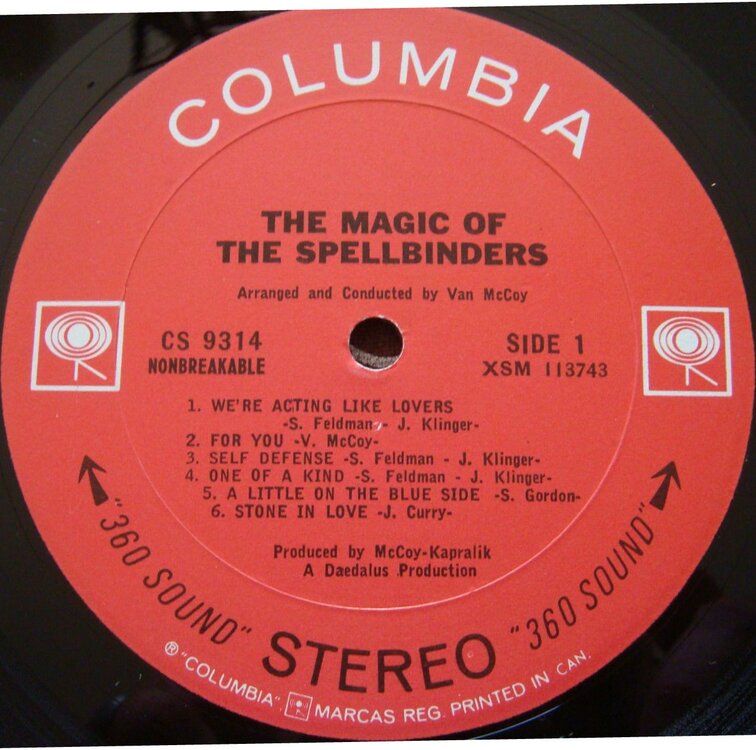 COLUMBIA
THE MAGIC OF
THE SPELLBINDERS
Arranged and Conducted by Van McCoy
CS 9314
NONBREAKABLE
SIDE 1
XSM 113743
1. WE'RE ACTING LIKE LOVERS
-S. Feldman - J. Klinger-
2. FOR YOU -V. McCoy-
3. SELF DEFENSE -S. Feldman - J. Klinger-
4. ONE OF A KIND -S. Feldman - J. Klinger-
5. A LITTLE ON THE BLUE SIDE -S. Gordon-
6. STONE IN LOVE -J. Curry-
Produced by McCoy-Kapralik
A Daedalus Production
"360 SOUND" STEREO "360 SOUND"
® "COLUMBIA" MARCAS REG. PRINTED IN CAN.